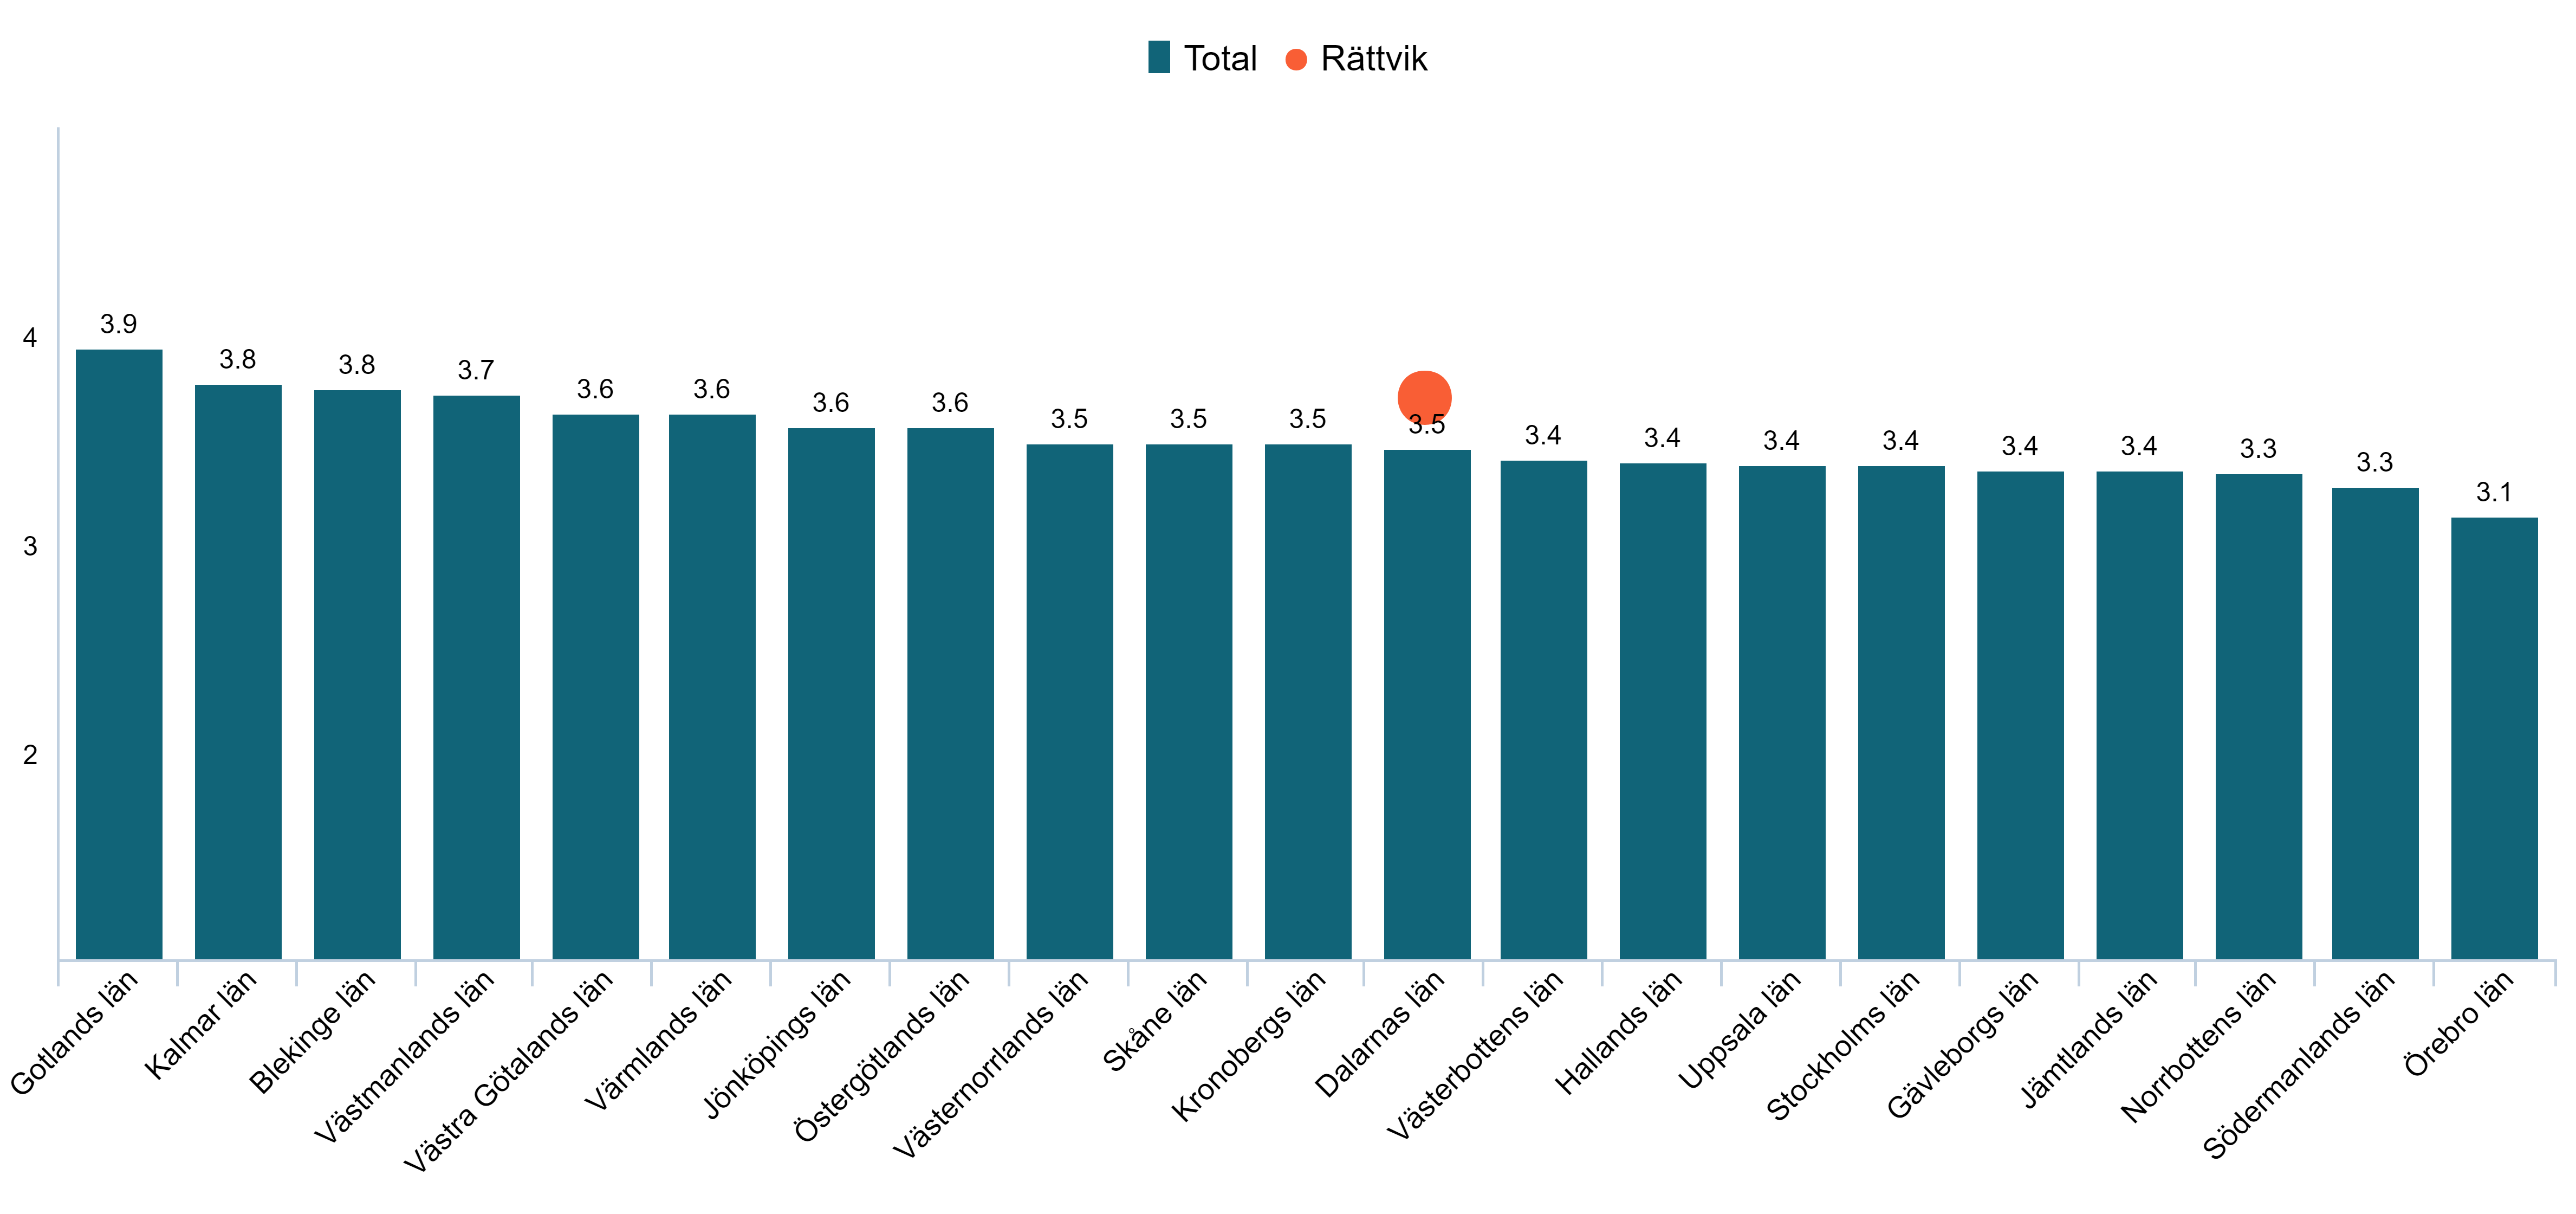 Total Rättvik
4
3
2
3.9 3.8 3.8 3.7 3.6 3.6 3.6 3.6 3.5 3.5 3.5 3.5 3.4 3.4 3.4 3.4 3.4 3.4 3.3 3.3 3.1
Gotlands län
Kalmar län
Blekinge län
Västmanlands län
Västra Götalands län
Värmlands län
Jönköpings län
Östergötlands län
Västernorrlands län
Skåne län
Kronobergs län
Dalarnas län
Västerbottens län
Hallands län
Uppsala län
Stockholms län
Gävleborgs län
Jämtlands län
Norrbottens län
Södermanlands län
Örebro län